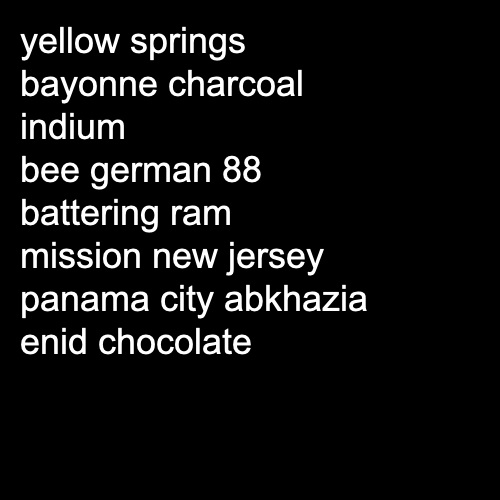 yellow springs
bayonne charcoal
indium
bee german 88
battering ram
mission new jersey
panama city abkhazia
enid chocolate